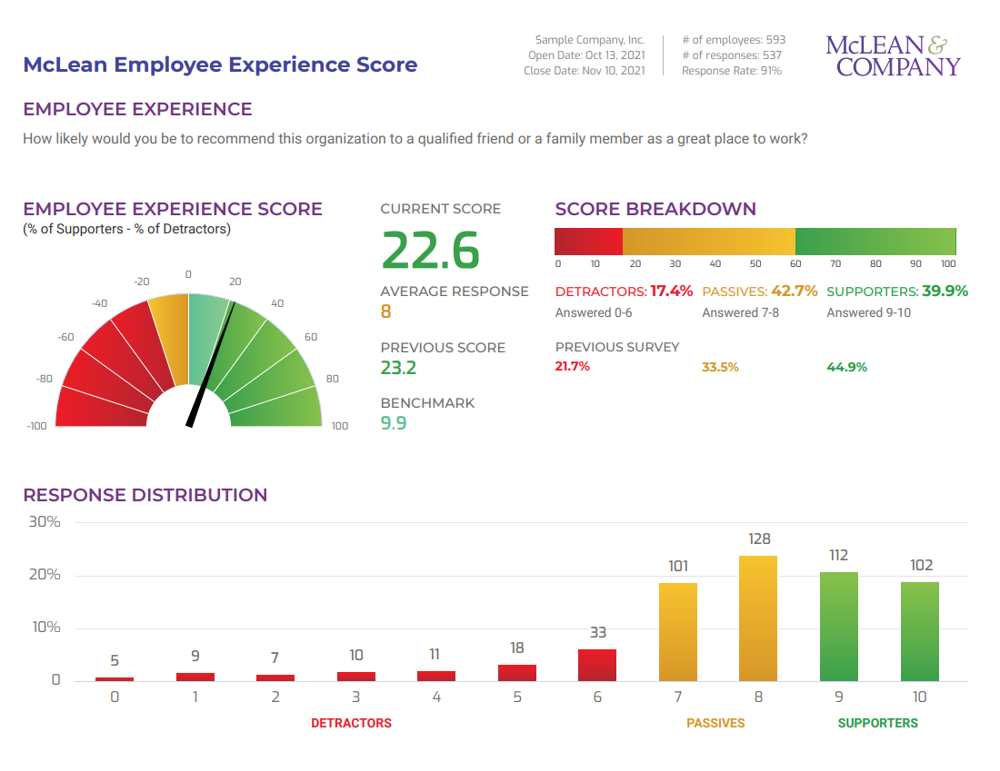 McLean Employee Experience Score
Sample Company, Inc.
Open Date: Oct 13, 2021
Close Date: Nov 10, 2021
# of employees: 593
# of responses: 537
Response Rate: 91%
McLEAN &
COMPANY
EMPLOYEE EXPERIENCE
How likely would you be to recommend this organization to a qualified friend or a family member as a great place to work?
EMPLOYEE EXPERIENCE SCORE
(% of Supporters - % of Detractors)
-100
-80
-60
-40
-20
0
20
40
60
80
100
CURRENT SCORE
22.6
AVERAGE RESPONSE
8
PREVIOUS SCORE
23.2
BENCHMARK
9.9
SCORE BREAKDOWN
0 10 20 30 40 50 60 70 80 90 100
DETRACTORS: 17.4% PASSIVES: 42.7% SUPPORTERS: 39.9%
Answered 0-6 Answered 7-8 Answered 9-10
PREVIOUS SURVEY
21.7% 33.5% 44.9%
RESPONSE DISTRIBUTION
30%
20%
10%
0
5 9 7 10 11 18 33 101 128 112 102
0 1 2 3 4 5 6 7 8 9 10
DETRACTORS PASSIVES SUPPORTERS